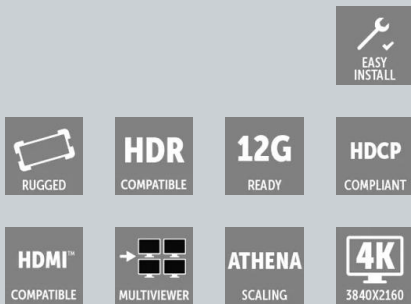 EASY
INSTALL
RUGGED
HDR
COMPATIBLE
12G
READY
HDCP
COMPLIANT
HDMI™
COMPATIBLE
MULTIVIEWER
ATHENA
SCALING
4K
3840X2160